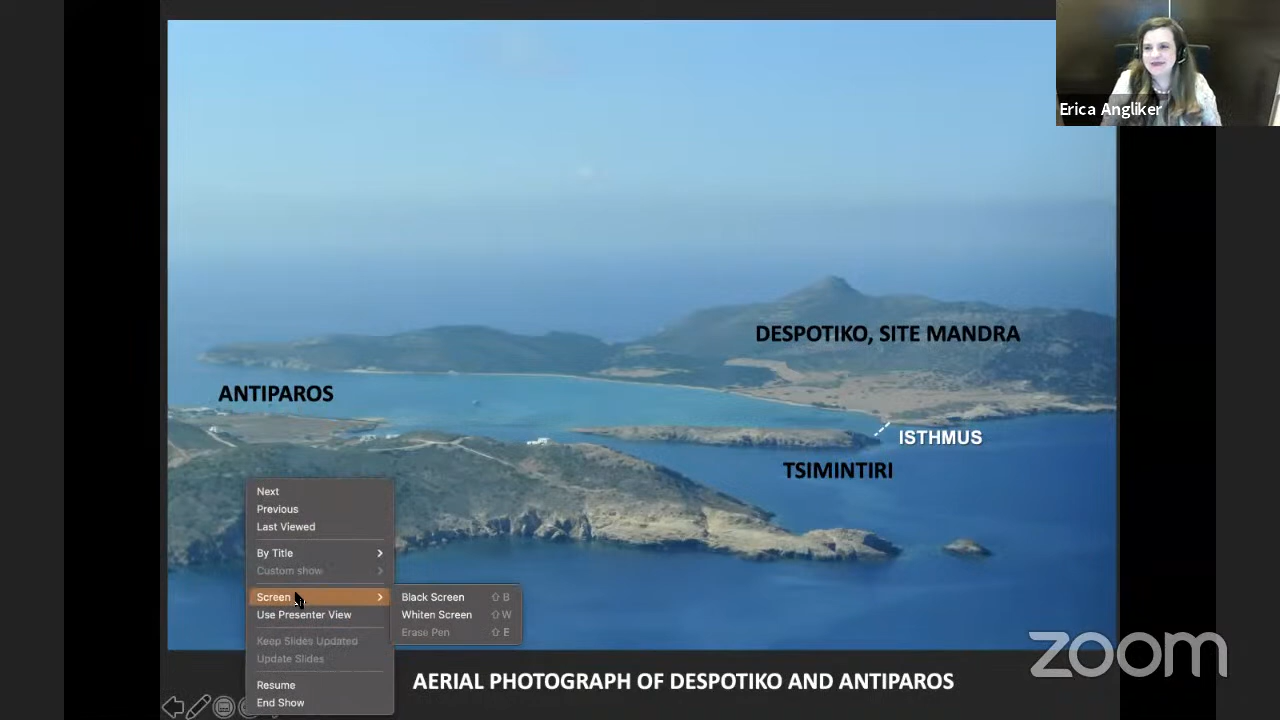 Erica Angliker
DESPOTIKO, SITE MANDRA
ANTIPAROS
ISTHMUS
TSIMINTIRI
Next
Previous
Last Viewed
By Title
Custom show
Screen
Use Presenter View
Keep Slides Updated
Update Slides
Resume
End Show
Black Screen ⇧ B
Whiten Screen ⇧ W
Erase Pen ⇧ E
zoom
AERIAL PHOTOGRAPH OF DESPOTIKO AND ANTIPAROS